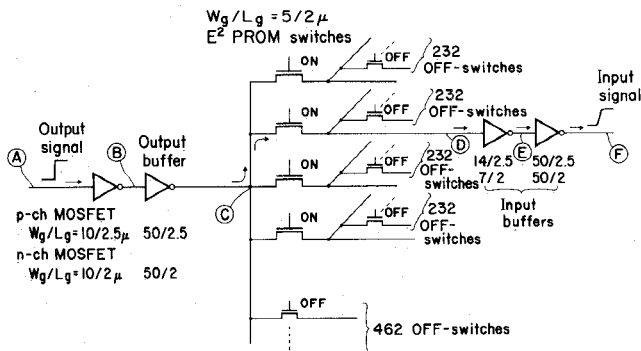 Wg/Lg = 5/2μ
E² PROM switches
ON
OFF
232
OFF-switches
ON
OFF
232
OFF-switches
Input
signal
Output
signal
Output
buffer
A
B
C
D
E
F
14/2.5
7/2
50/2.5
50/2
Input
buffers
ON
OFF
232
OFF-
switches
ON
OFF
232
OFF-
switches
p-ch MOSFET
Wg/Lg=10/2.5μ 50/2.5
n-ch MOSFET
Wg/Lg=10/2μ 50/2
OFF
462 OFF-switches